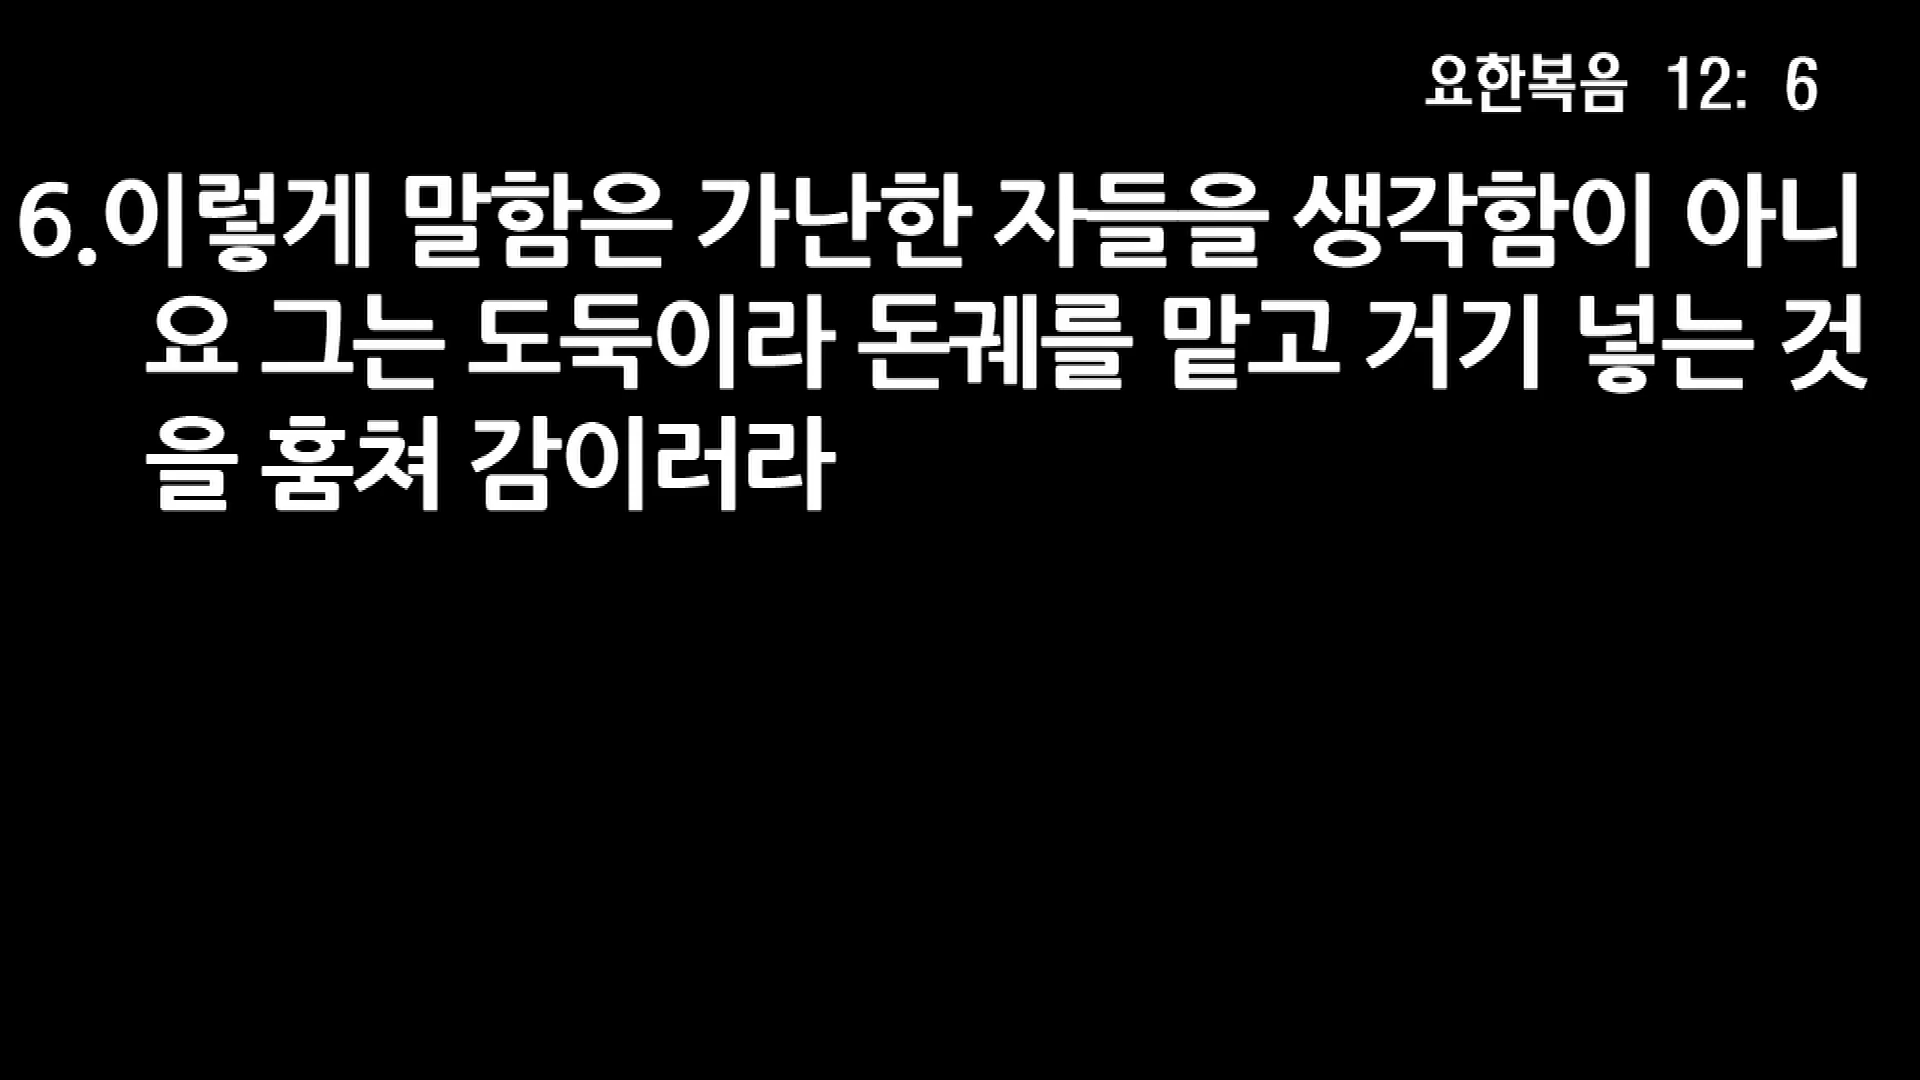 요한복음 12: 6
6.이렇게 말함은 가난한 자들을 생각함이 아니
요 그는 도둑이라 돈궤를 맡고 거기 넣는 것
을 훔쳐 감이러라